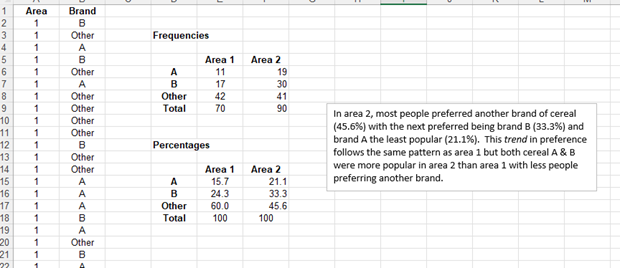 Area Brand
1 1 B
2 1 Other Frequencies
3 1 A
4 1 B Area 1 Area 2
5 1 Other A 11 19
6 1 A B 17 30
7 1 Other Other 42 41
8 1 Other Total 70 90
9 1 Other
10 1 Other
11 1 B Percentages
12 1 Other
13 1 Other Area 1 Area 2
14 1 A A 15.7 21.1
15 1 A B 24.3 33.3
16 1 A Other 60.0 45.6
17 1 B Total 100 100
18 1 A
19 1 Other
20 1 B
21 1 A
22
In area 2, most people preferred another brand of cereal
(45.6%) with the next preferred being brand B (33.3%) and
brand A the least popular (21.1%). This trend in preference
follows the same pattern as area 1 but both cereal A & B
were more popular in area 2 than area 1 with less people
preferring another brand.